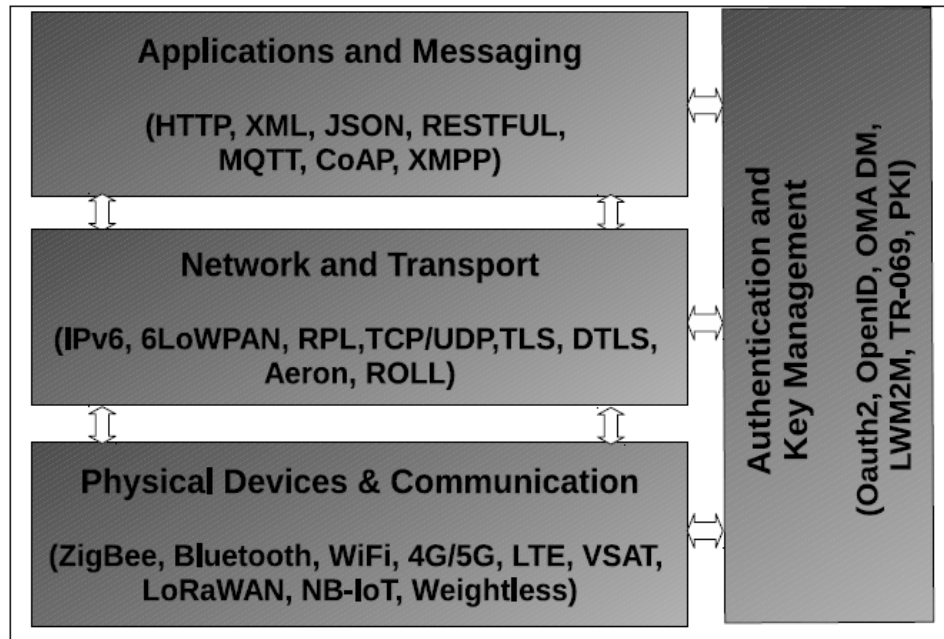 Applications and Messaging
(HTTP, XML, JSON, RESTFUL,
MQTT, CoAP, XMPP)
Network and Transport
(IPv6, 6LoWPAN, RPL,TCP/UDP,TLS, DTLS,
Aeron, ROLL)
Physical Devices & Communication
(ZigBee, Bluetooth, WiFi, 4G/5G, LTE, VSAT,
LoRaWAN, NB-IoT, Weightless)
Authentication and
Key Management
(Oauth2, OpenID, OMA DM,
LWM2M, TR-069, PKI)